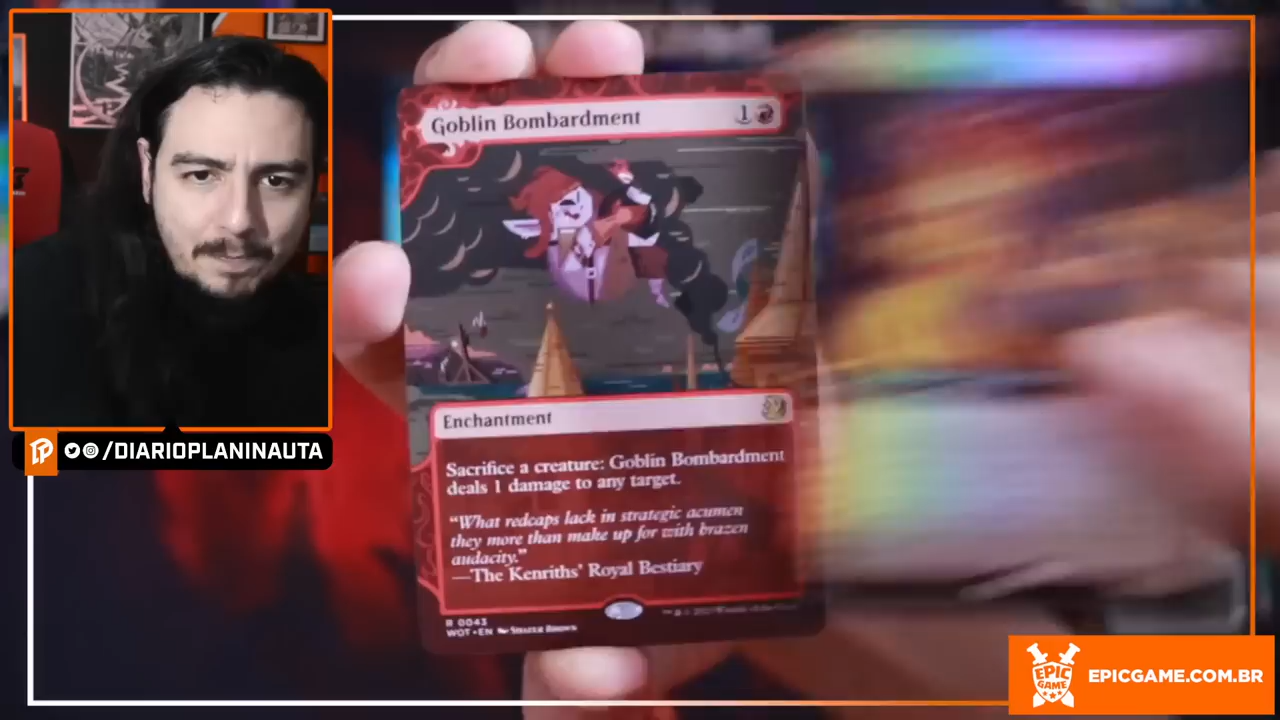 Goblin Bombardment
1
Enchantment
Sacrifice a creature: Goblin Bombardment
deals 1 damage to any target.
“What redcaps lack in strategic acumen
they more than make up for with brazen
audacity.”
—The Kenriths’ Royal Bestiary
R 0043
WOT • EN
/DIARIOPLANINAUTA
EPIC
GAME
EPICGAME.COM.BR